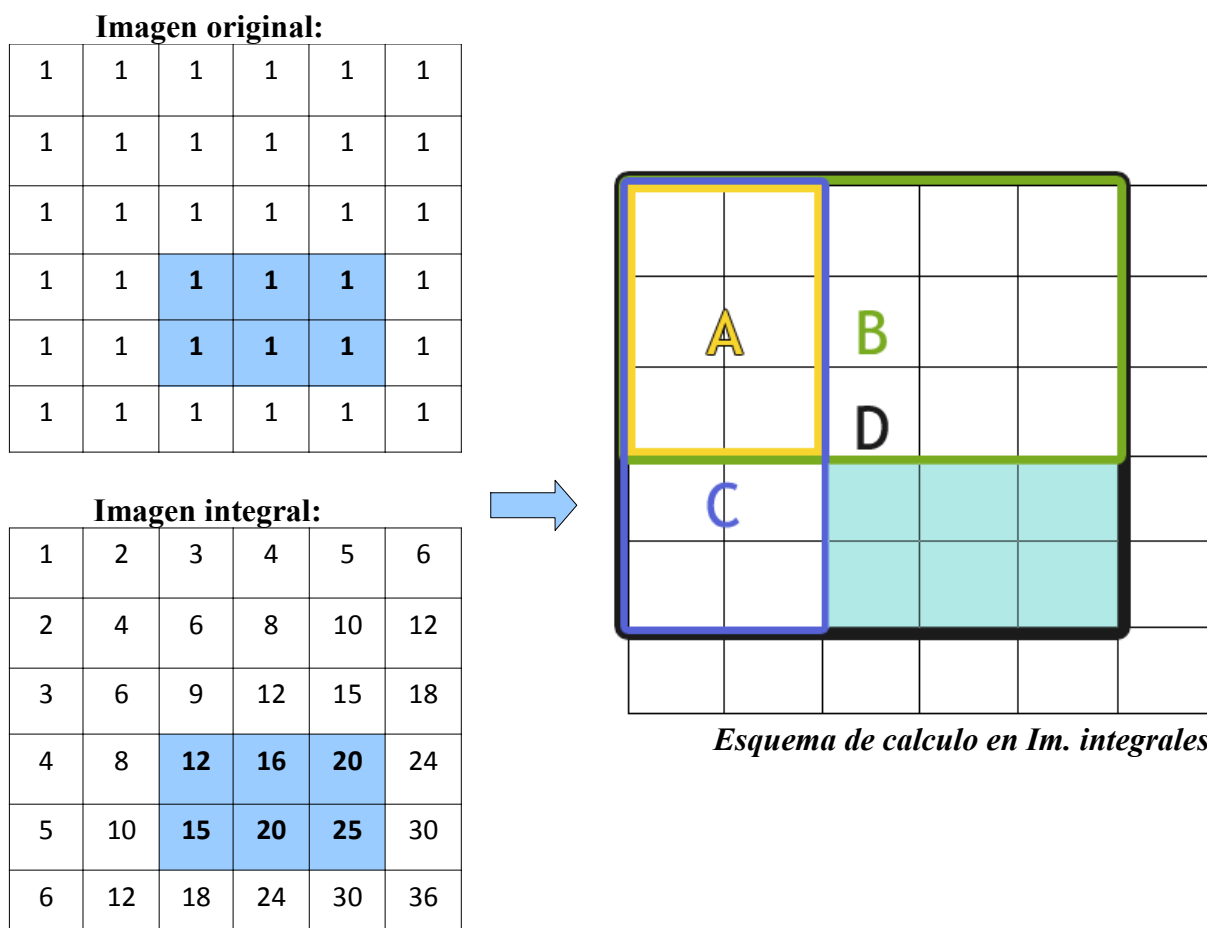 Imagen original:
1 1 1 1 1 1
1 1 1 1 1 1
1 1 1 1 1 1
1 1 1 1 1 1
1 1 1 1 1 1
1 1 1 1 1 1
Imagen integral:
1 2 3 4 5 6
2 4 6 8 10 12
3 6 9 12 15 18
4 8 12 16 20 24
5 10 15 20 25 30
6 12 18 24 30 36
A
B
D
C
Esquema de calculo en Im. integrales